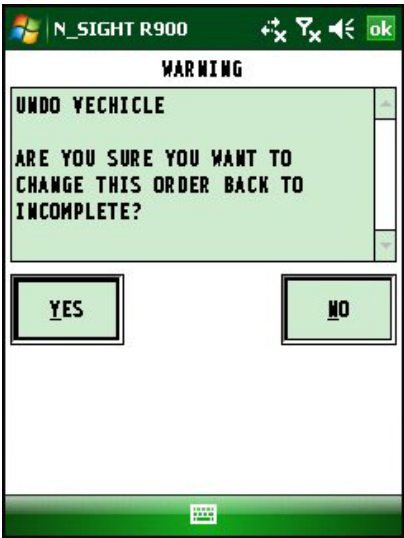 N_SIGHT R900
ok
WARNING
UNDO VECHICLE
ARE YOU SURE YOU WANT TO
CHANGE THIS ORDER BACK TO
INCOMPLETE?
YES
NO